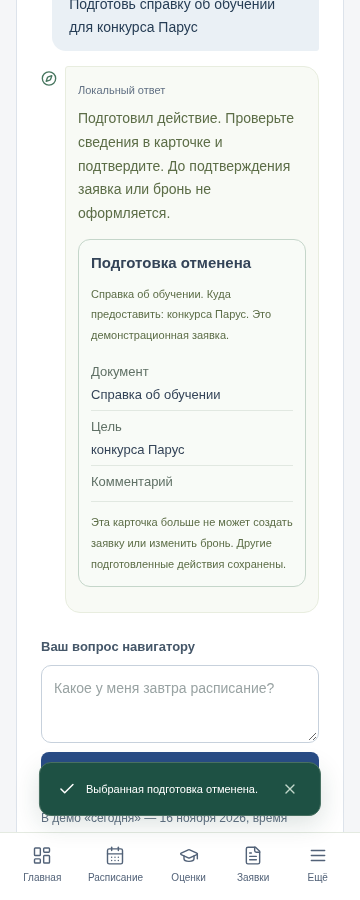 Подготовь справку об обучении
для конкурса Парус
Локальный ответ
Подготовил действие. Проверьте
сведения в карточке и
подтвердите. До подтверждения
заявка или бронь не
оформляется.
Подготовка отменена
Справка об обучении. Куда
предоставить: конкурса Парус. Это
демонстрационная заявка.
Документ
Справка об обучении
Цель
конкурса Парус
Комментарий
Эта карточка больше не может создать
заявку или изменить бронь. Другие
подготовленные действия сохранены.
Ваш вопрос навигатору
Какое у меня завтра расписание?
Выбранная подготовка отменена.
В демо «сегодня» — 16 ноября 2026, время
Главная
Расписание
Оценки
Заявки
Ещё